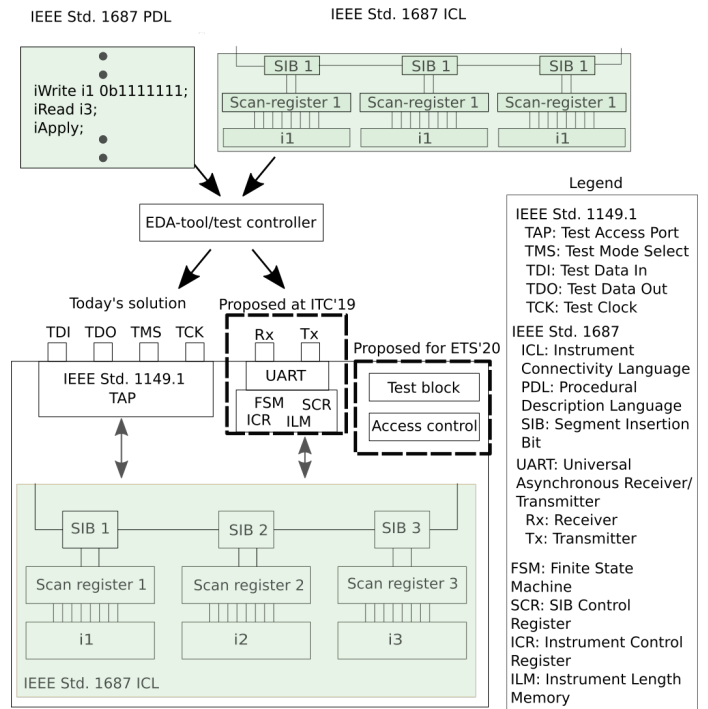 IEEE Std. 1687 PDL
IEEE Std. 1687 ICL
iWrite i1 0b1111111;
iRead i3;
iApply;
SIB 1
SIB 1
SIB 1
Scan-register 1
Scan-register 1
Scan-register 1
i1
i1
i1
EDA-tool/test controller
Today's solution
Proposed at ITC'19
Proposed for ETS'20
TDI
TDO
TMS
TCK
Rx
Tx
IEEE Std. 1149.1
TAP
UART
FSM
SCR
ICR
ILM
Test block
Access control
SIB 1
SIB 2
SIB 3
Scan register 1
Scan register 2
Scan register 3
i1
i2
i3
IEEE Std. 1687 ICL
Legend
IEEE Std. 1149.1
TAP: Test Access Port
TMS: Test Mode Select
TDI: Test Data In
TDO: Test Data Out
TCK: Test Clock
IEEE Std. 1687
ICL: Instrument
Connectivity Language
PDL: Procedural
Description Language
SIB: Segment Insertion
Bit
UART: Universal
Asynchronous Receiver/
Transmitter
Rx: Receiver
Tx: Transmitter
FSM: Finite State
Machine
SCR: SIB Control
Register
ICR: Instrument Control
Register
ILM: Instrument Length
Memory